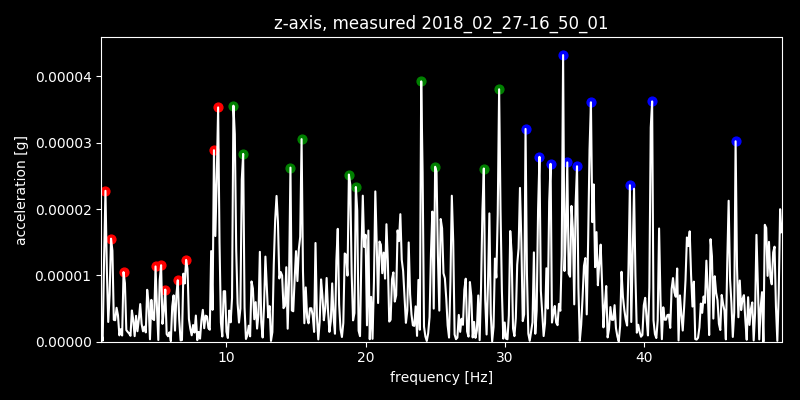 z-axis, measured 2018_02_27-16_50_01
acceleration [g]
0.00004
0.00003
0.00002
0.00001
0.00000
10 20 30 40
frequency [Hz]